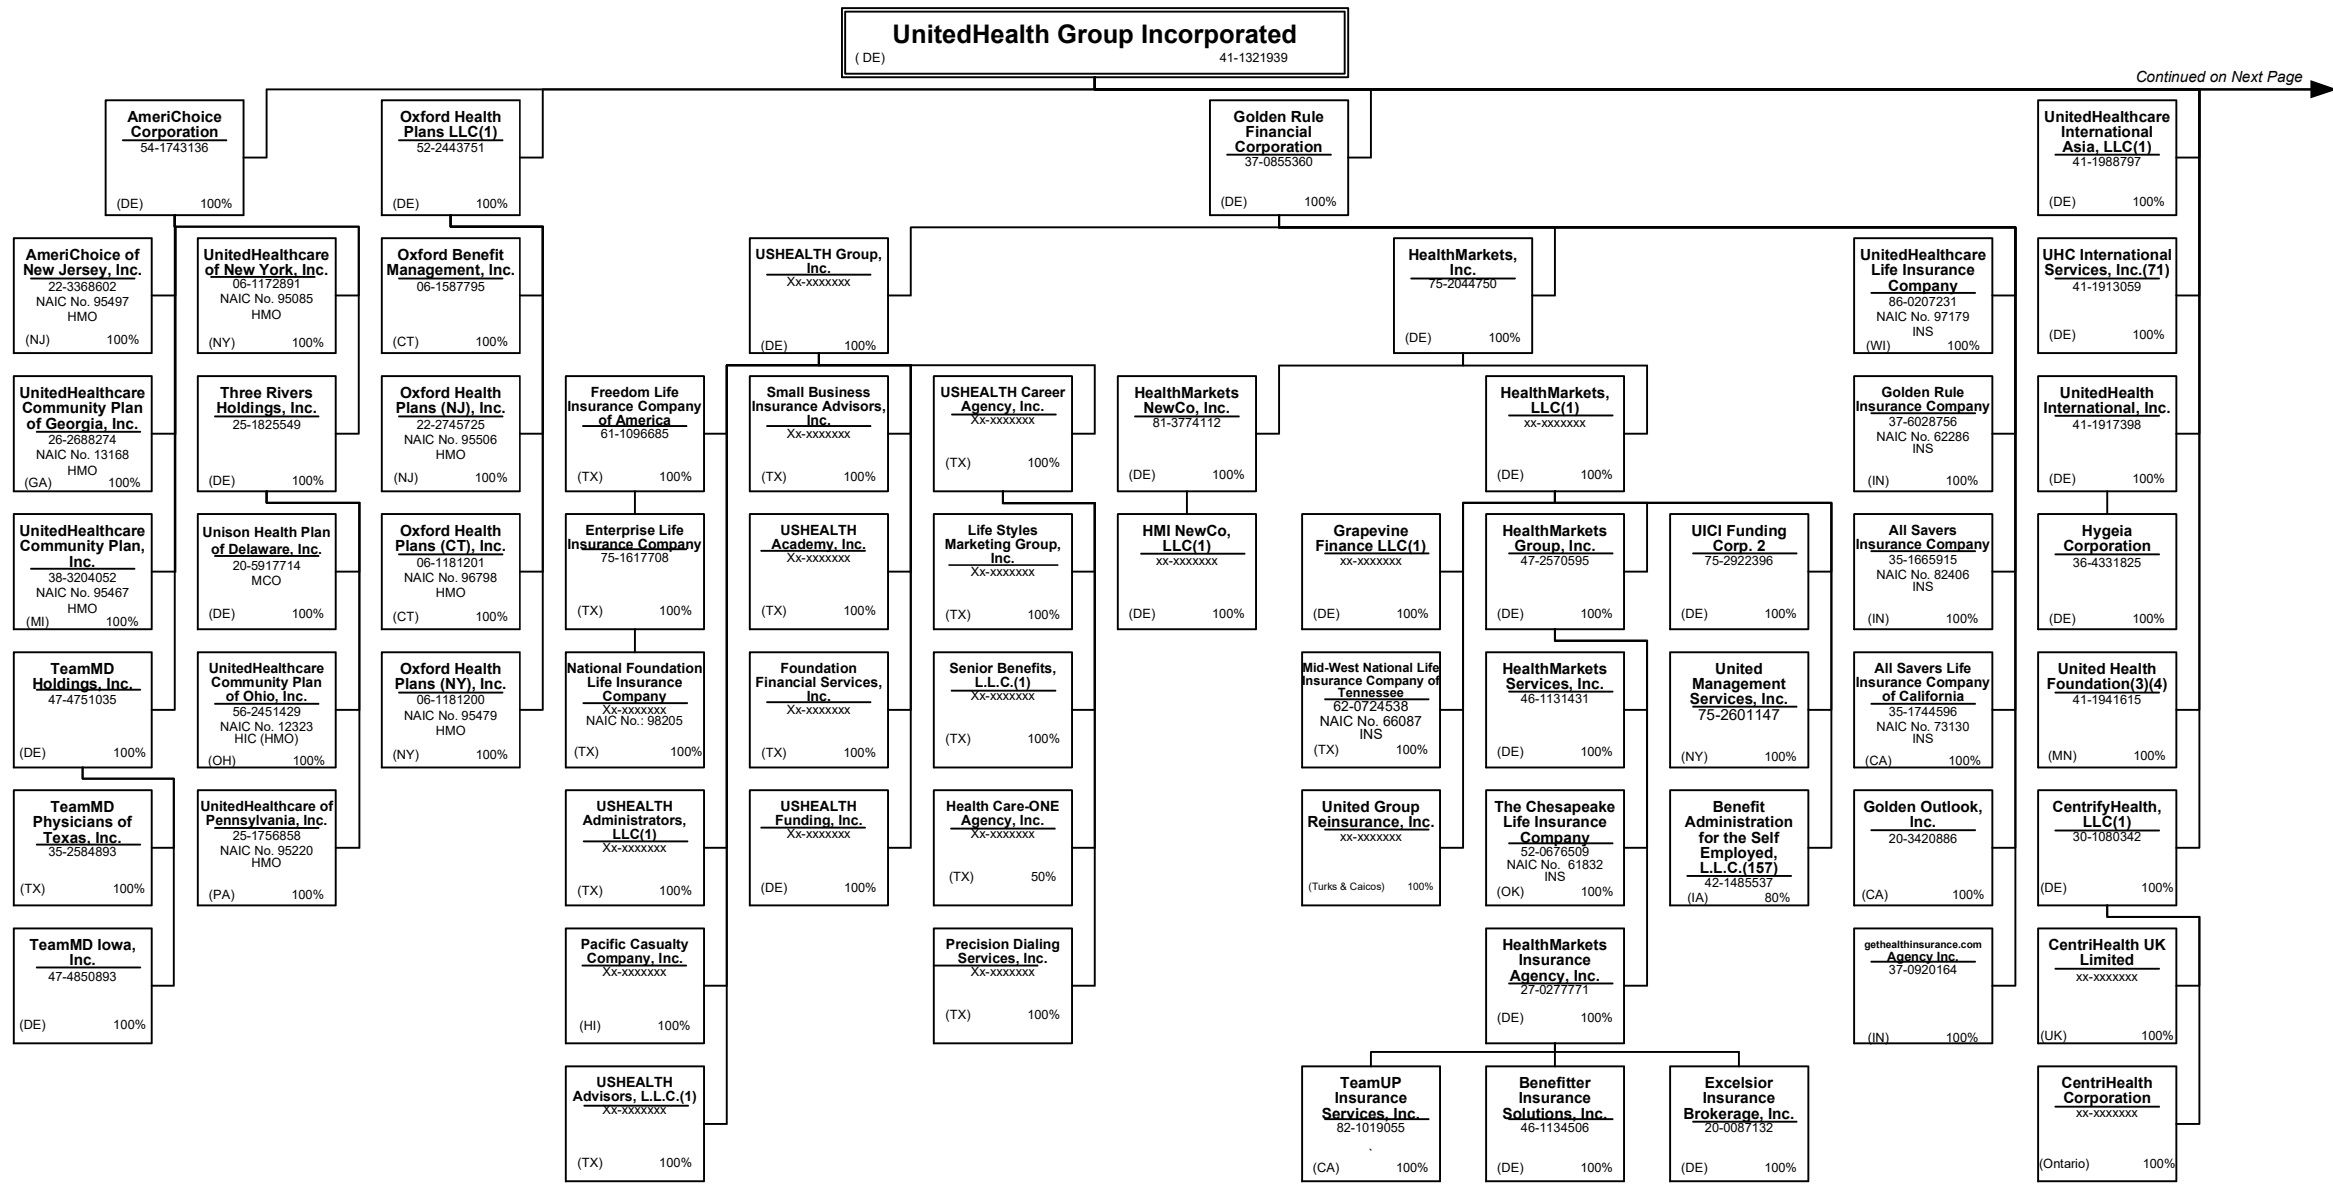 UnitedHealth Group Incorporated
( DE) 41-1321939
Continued on Next Page
AmeriChoice
Corporation
54-1743136
(DE) 100%
Oxford Health
Plans LLC(1)
52-2443751
(DE) 100%
Golden Rule
Financial
Corporation
37-0855360
(DE) 100%
UnitedHealthcare
International
Asia, LLC(1)
41-1988797
(DE) 100%
AmeriChoice of
New Jersey, Inc.
22-3368602
NAIC No. 95497
HMO
(NJ) 100%
UnitedHealthcare
of New York, Inc.
06-1172891
NAIC No. 95085
HMO
(NY) 100%
Oxford Benefit
Management, Inc.
06-1587795
(CT) 100%
USHEALTH Group,
Inc.
Xx-xxxxxxx
(DE) 100%
HealthMarkets,
Inc.
75-2044750
(DE) 100%
UnitedHealthcare
Life Insurance
Company
86-0207231
NAIC No. 97179
INS
(WI) 100%
UHC International
Services, Inc.(71)
41-1913059
(DE) 100%
UnitedHealthcare
Community Plan
of Georgia, Inc.
26-2688274
NAIC No. 13168
HMO
(GA) 100%
Three Rivers
Holdings, Inc.
25-1825549
(DE) 100%
Oxford Health
Plans (NJ), Inc.
22-2745725
NAIC No. 95506
HMO
(NJ) 100%
Freedom Life
Insurance Company
of America
61-1096685
(TX) 100%
Small Business
Insurance Advisors,
Inc.
Xx-xxxxxxx
(TX) 100%
USHEALTH Career
Agency, Inc.
Xx-xxxxxxx
(TX) 100%
HealthMarkets
NewCo, Inc.
81-3774112
(DE) 100%
HealthMarkets,
LLC(1)
xx-xxxxxxx
(DE) 100%
Golden Rule
Insurance Company
37-6028756
NAIC No. 62286
INS
(IN) 100%
UnitedHealth
International, Inc.
41-1917398
(DE) 100%
UnitedHealthcare
Community Plan,
Inc.
38-3204052
NAIC No. 95467
HMO
(MI) 100%
Unison Health Plan
of Delaware, Inc.
20-5917714
MCO
(DE) 100%
Oxford Health
Plans (CT), Inc.
06-1181201
NAIC No. 96798
HMO
(CT) 100%
Enterprise Life
Insurance Company
75-1617708
(TX) 100%
USHEALTH
Academy, Inc.
Xx-xxxxxxx
(TX) 100%
Life Styles
Marketing Group,
Inc.
Xx-xxxxxxx
(TX) 100%
HMI NewCo,
LLC(1)
xx-xxxxxxx
(DE) 100%
Grapevine
Finance LLC(1)
xx-xxxxxxx
(DE) 100%
HealthMarkets
Group, Inc.
47-2570595
(DE) 100%
UICI Funding
Corp. 2
75-2922396
(DE) 100%
All Savers
Insurance Company
35-1665915
NAIC No. 82406
INS
(IN) 100%
Hygeia
Corporation
36-4331825
(DE) 100%
TeamMD
Holdings, Inc.
47-4751035
(DE) 100%
UnitedHealthcare
Community Plan
of Ohio, Inc.
56-2451429
NAIC No. 12323
HIC (HMO)
(OH) 100%
Oxford Health
Plans (NY), Inc.
06-1181200
NAIC No. 95479
HMO
(NY) 100%
National Foundation
Life Insurance
Company
Xx-xxxxxxx
NAIC No.: 98205
(TX) 100%
Foundation
Financial Services,
Inc.
Xx-xxxxxxx
(TX) 100%
Senior Benefits,
L.L.C.(1)
Xx-xxxxxxx
(TX) 100%
Mid-West National Life
Insurance Company of
Tennessee
62-0724538
NAIC No. 66087
INS
(TX) 100%
HealthMarkets
Services, Inc.
46-1131431
(DE) 100%
United
Management
Services, Inc.
75-2601147
(NY) 100%
All Savers Life
Insurance Company
of California
35-1744596
NAIC No. 73130
INS
(CA) 100%
United Health
Foundation(3)(4)
41-1941615
(MN) 100%
TeamMD
Physicians of
Texas, Inc.
35-2584893
(TX) 100%
UnitedHealthcare of
Pennsylvania, Inc.
25-1756858
NAIC No. 95220
HMO
(PA) 100%
USHEALTH
Administrators,
LLC(1)
Xx-xxxxxxx
(TX) 100%
USHEALTH
Funding, Inc.
Xx-xxxxxxx
(DE) 100%
Health Care-ONE
Agency, Inc.
Xx-xxxxxxx
(TX) 50%
United Group
Reinsurance, Inc.
xx-xxxxxxx
(Turks & Caicos) 100%
The Chesapeake
Life Insurance
Company
52-0676509
NAIC No. 61832
INS
(OK) 100%
Benefit
Administration
for the Self
Employed,
L.L.C.(157)
42-1485537
(IA) 80%
Golden Outlook,
Inc.
20-3420886
(CA) 100%
CentrifyHealth,
LLC(1)
30-1080342
(DE) 100%
TeamMD Iowa,
Inc.
47-4850893
(DE) 100%
Pacific Casualty
Company, Inc.
Xx-xxxxxxx
(HI) 100%
Precision Dialing
Services, Inc.
Xx-xxxxxxx
(TX) 100%
HealthMarkets
Insurance
Agency, Inc.
27-0277771
(DE) 100%
gethealthinsurance.com
Agency Inc.
37-0920164
(IN) 100%
CentriHealth UK
Limited
xx-xxxxxxx
(UK) 100%
USHEALTH
Advisors, L.L.C.(1)
Xx-xxxxxxx
(TX) 100%
TeamUP
Insurance
Services, Inc.
82-1019055
(CA) 100%
Benefitter
Insurance
Solutions, Inc.
46-1134506
(DE) 100%
Excelsior
Insurance
Brokerage, Inc.
20-0087132
(DE) 100%
CentriHealth
Corporation
xx-xxxxxxx
(Ontario) 100%